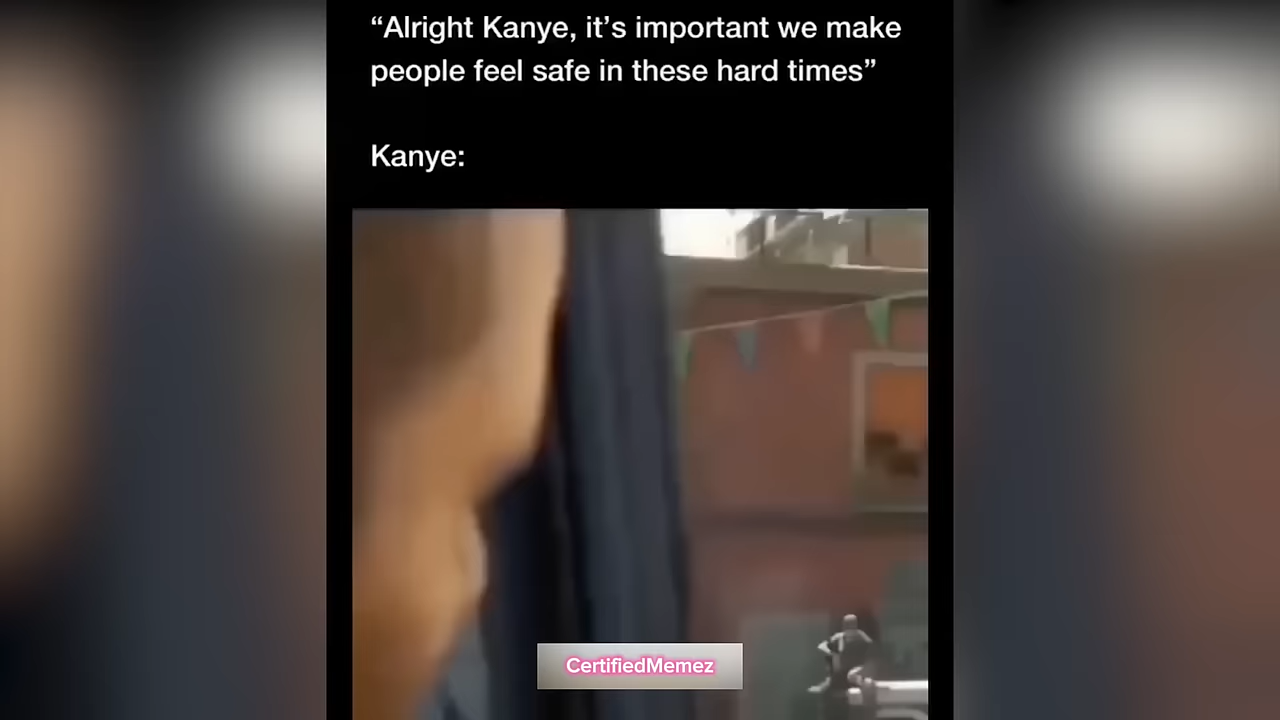 “Alright Kanye, it’s important we make
people feel safe in these hard times”
Kanye:
CertifiedMemez